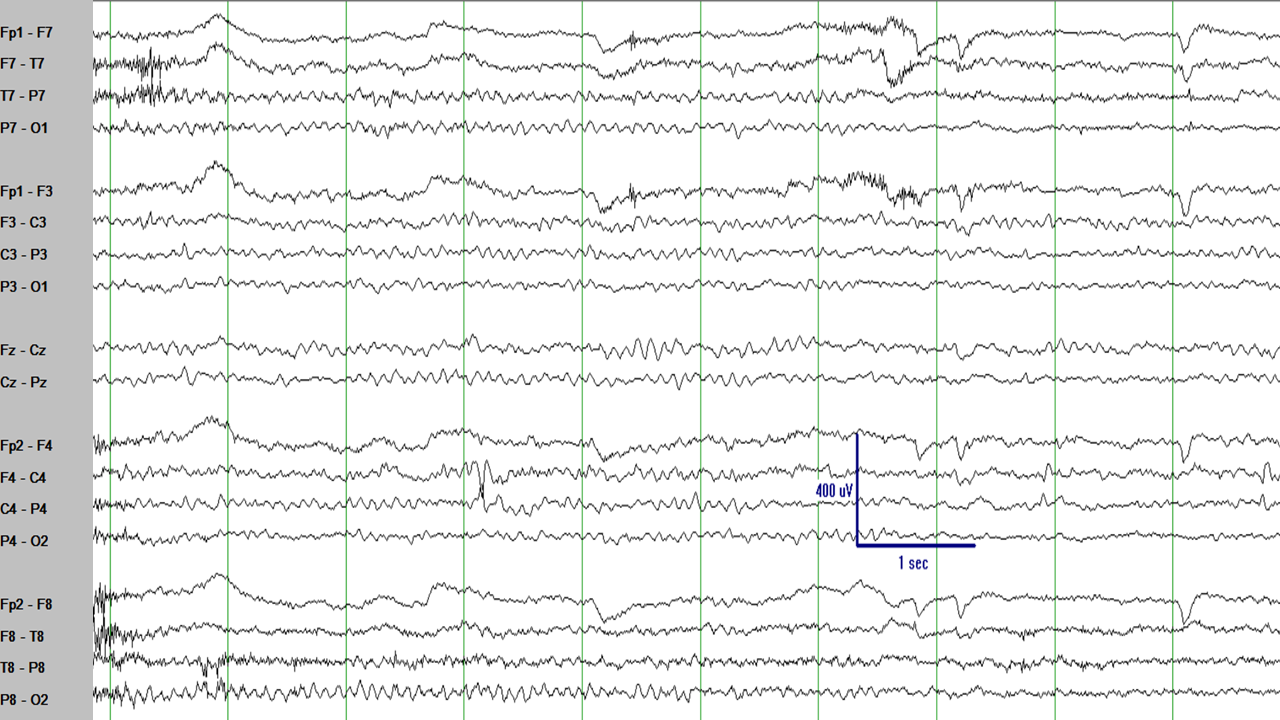 Fp1 - F7
F7 - T7
T7 - P7
P7 - O1
Fp1 - F3
F3 - C3
C3 - P3
P3 - O1
Fz - Cz
Cz - Pz
Fp2 - F4
F4 - C4
400 uV
C4 - P4
P4 - O2
1 sec
Fp2 - F8
F8 - T8
T8 - P8
P8 - O2